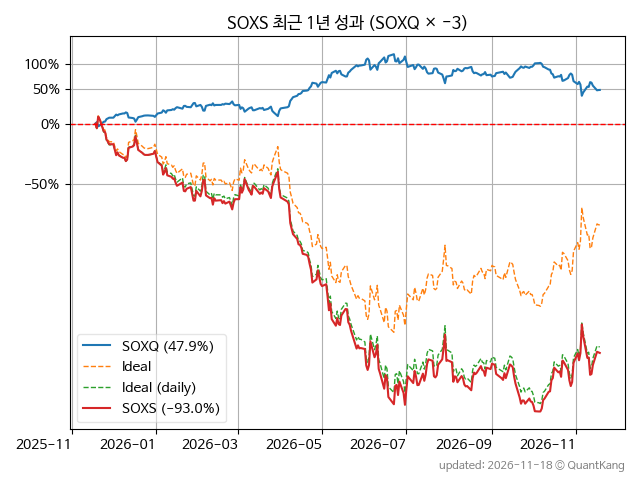 SOXS 최근 1년 성과 (SOXQ × −3)
100%
50%
0%
−50%
SOXQ (47.9%)
Ideal
Ideal (daily)
SOXS (−93.0%)
2025-11
2026-01
2026-03
2026-05
2026-07
2026-09
2026-11
updated: 2026-11-18 © QuantKang